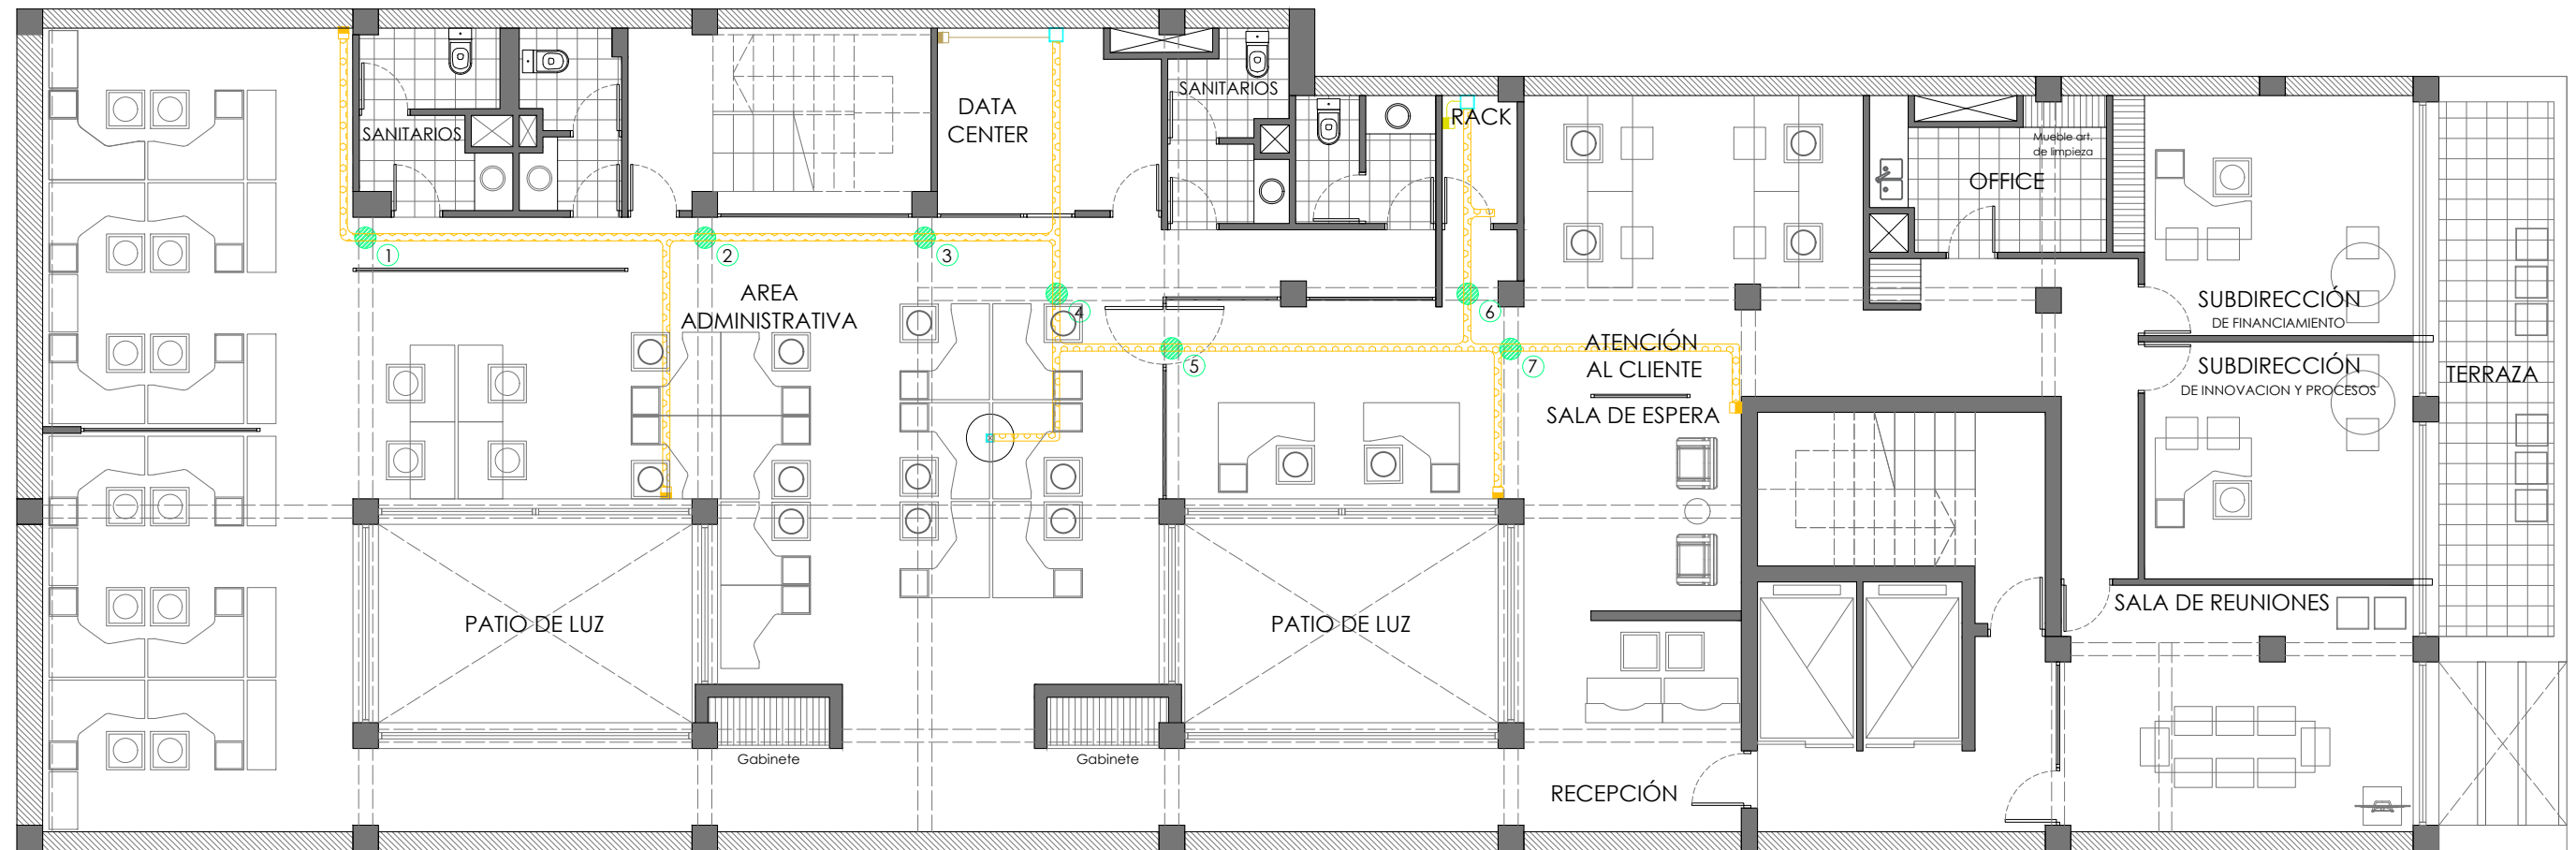 DATA
CENTER
SANITARIOS
RACK
SANITARIOS
Mueble art.
de limpieza
OFFICE
1
2
3
AREA
ADMINISTRATIVA
4
6
SUBDIRECCIÓN
DE FINANCIAMIENTO
5
7
ATENCIÓN
AL CLIENTE
SUBDIRECCIÓN
DE INNOVACION Y PROCESOS
TERRAZA
SALA DE ESPERA
SALA DE REUNIONES
PATIO DE LUZ
PATIO DE LUZ
Gabinete
Gabinete
RECEPCIÓN